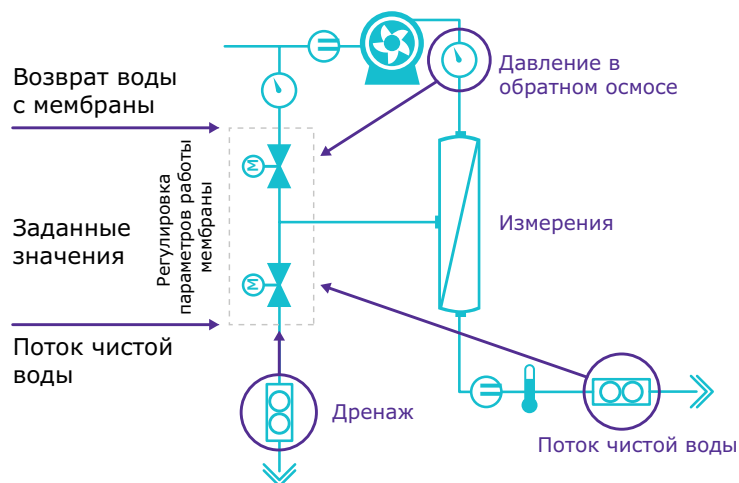 Возврат воды
с мембраны
Давление в
обратном осмосе
M
Регулировка
параметров работы
мембраны
Заданные
значения
Измерения
M
Поток чистой
воды
Дренаж
Поток чистой воды